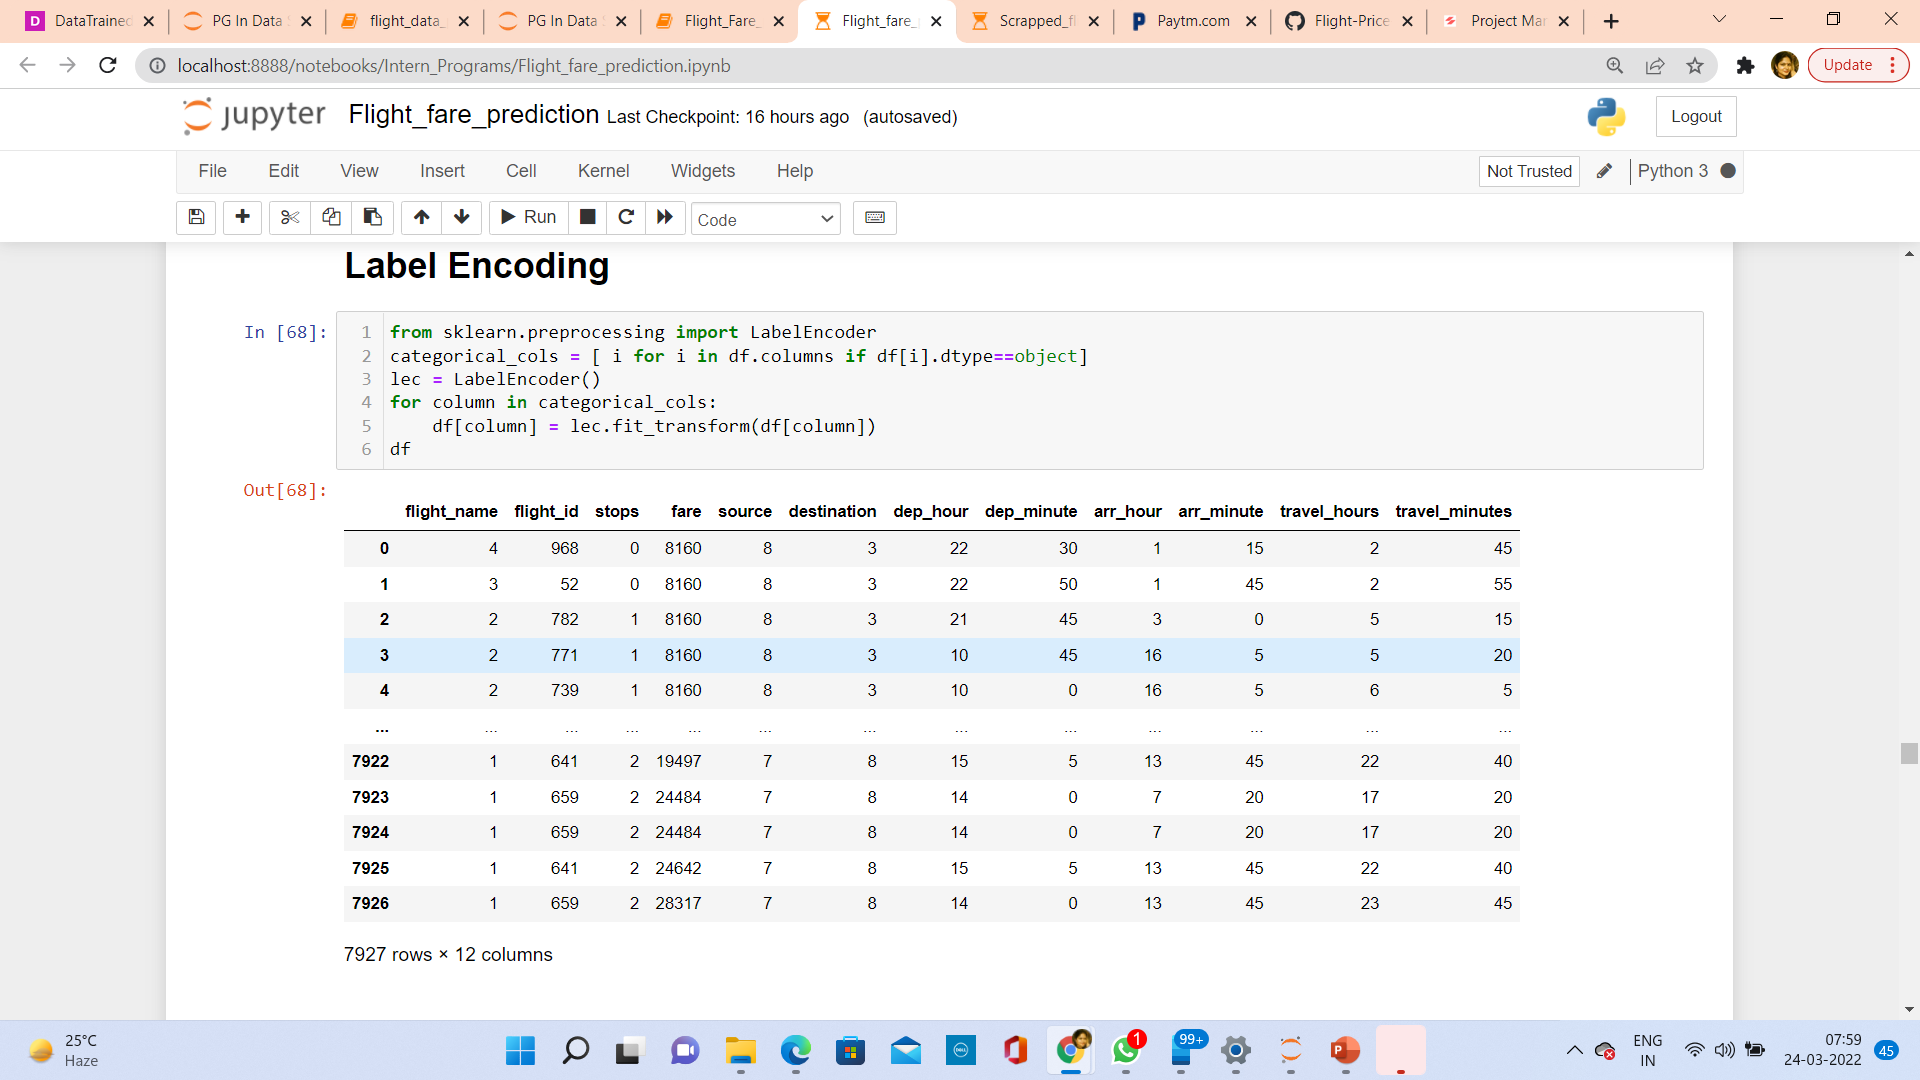 D DataTrained PG In Data flight_data_ PG In Data Flight_Fare_ Flight_fare_ Scrapped_fl P Paytm.com Flight-Price Project Man
localhost:8888/notebooks/Intern_Programs/Flight_fare_prediction.ipynb Update
jupyter Flight_fare_prediction Last Checkpoint: 16 hours ago (autosaved) Logout
File Edit View Insert Cell Kernel Widgets Help Not Trusted Python 3
Run Code
Label Encoding
In [68]: 1 from sklearn.preprocessing import LabelEncoder
2 categorical_cols = [ i for i in df.columns if df[i].dtype==object]
3 lec = LabelEncoder()
4 for column in categorical_cols:
5 df[column] = lec.fit_transform(df[column])
6 df
Out[68]:
flight_name flight_id stops fare source destination dep_hour dep_minute arr_hour arr_minute travel_hours travel_minutes
0 4 968 0 8160 8 3 22 30 1 15 2 45
1 3 52 0 8160 8 3 22 50 1 45 2 55
2 2 782 1 8160 8 3 21 45 3 0 5 15
3 2 771 1 8160 8 3 10 45 16 5 5 20
4 2 739 1 8160 8 3 10 0 16 5 6 5
... ... ... ... ... ... ... ... ... ... ... ... ...
7922 1 641 2 19497 7 8 15 5 13 45 22 40
7923 1 659 2 24484 7 8 14 0 7 20 17 20
7924 1 659 2 24484 7 8 14 0 7 20 17 20
7925 1 641 2 24642 7 8 15 5 13 45 22 40
7926 1 659 2 28317 7 8 14 0 13 45 23 45
7927 rows × 12 columns
25°C
Haze
DELL 1 99+ P
ENG
IN
07:59
24-03-2022
45